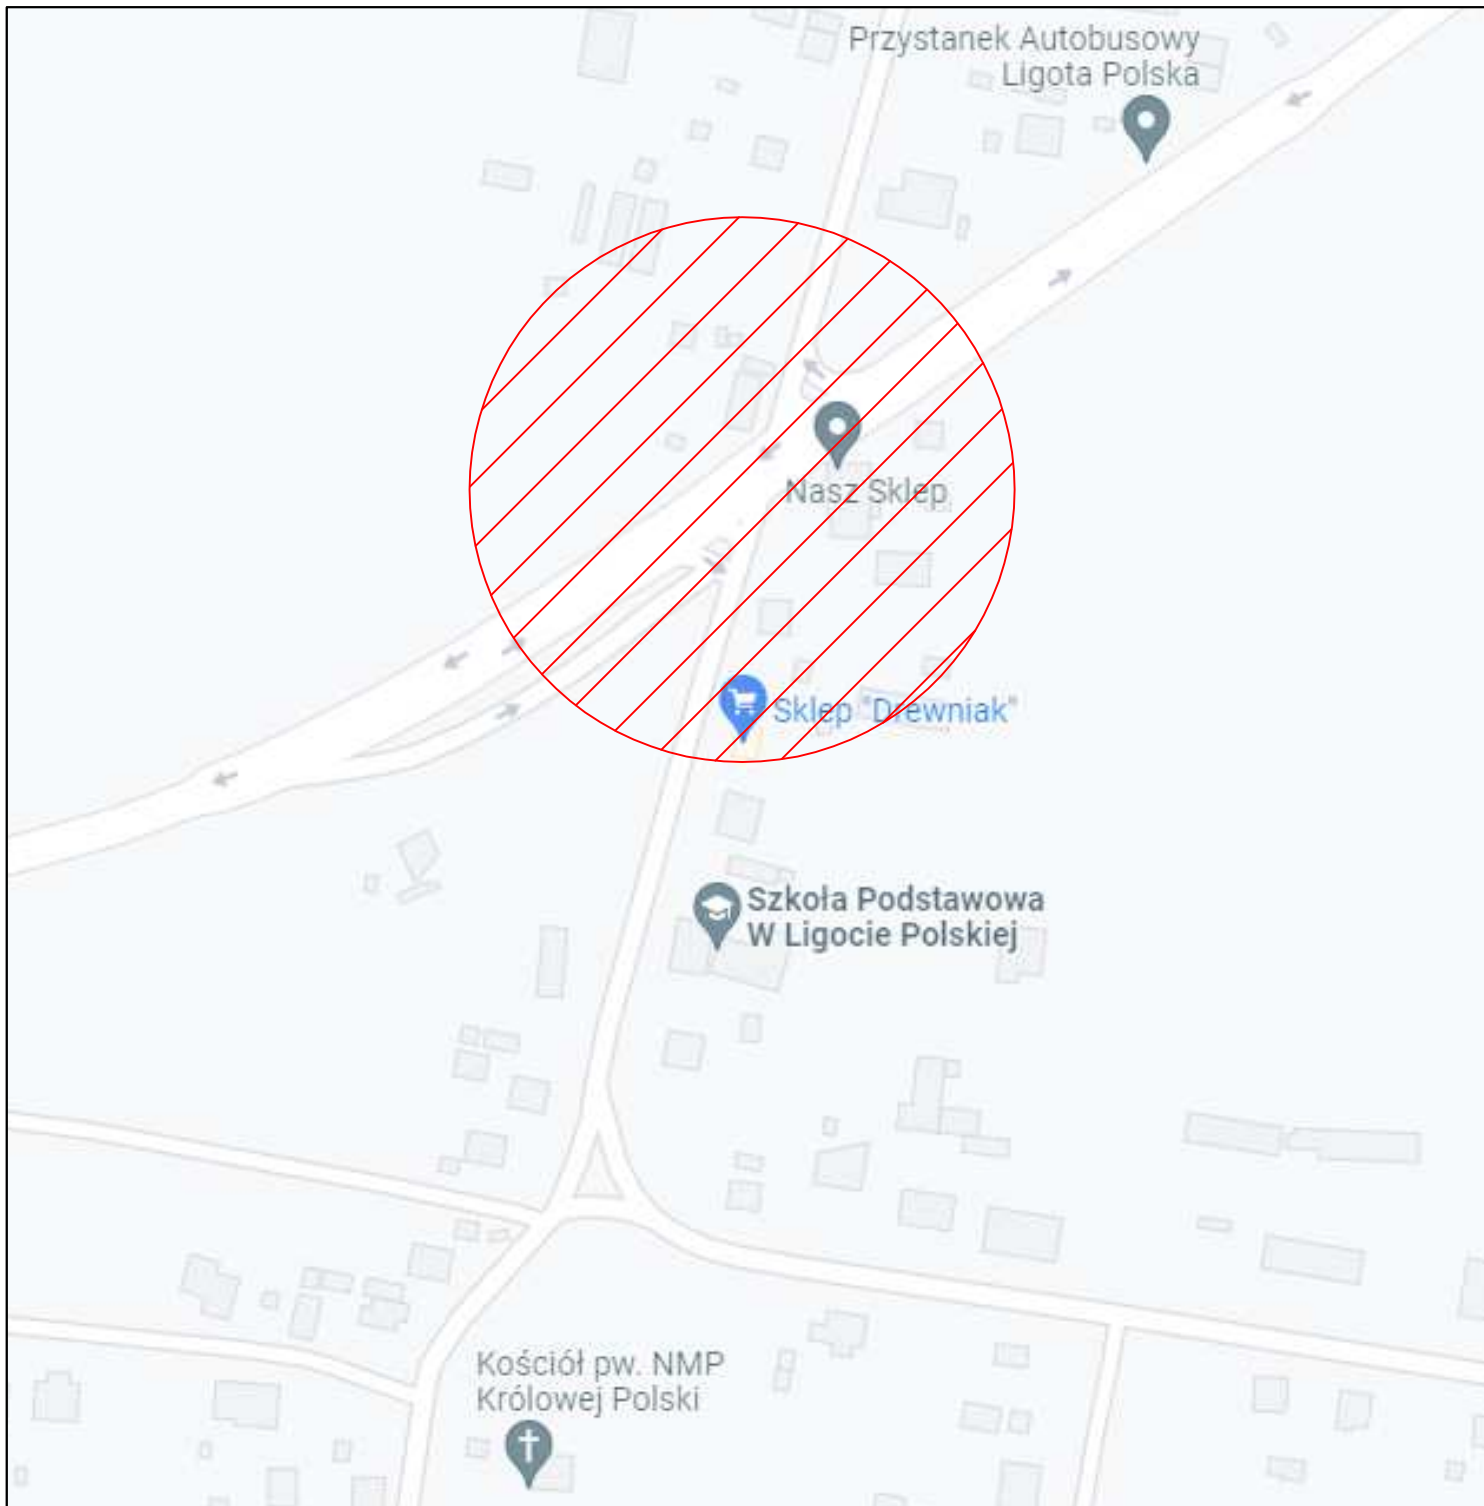 Przystanek Autobusowy
Ligota Polska
Nasz Sklep
Sklep "Drewniak"
Szkoła Podstawowa
W Ligocie Polskiej
Kościół pw. NMP
Królowej Polski